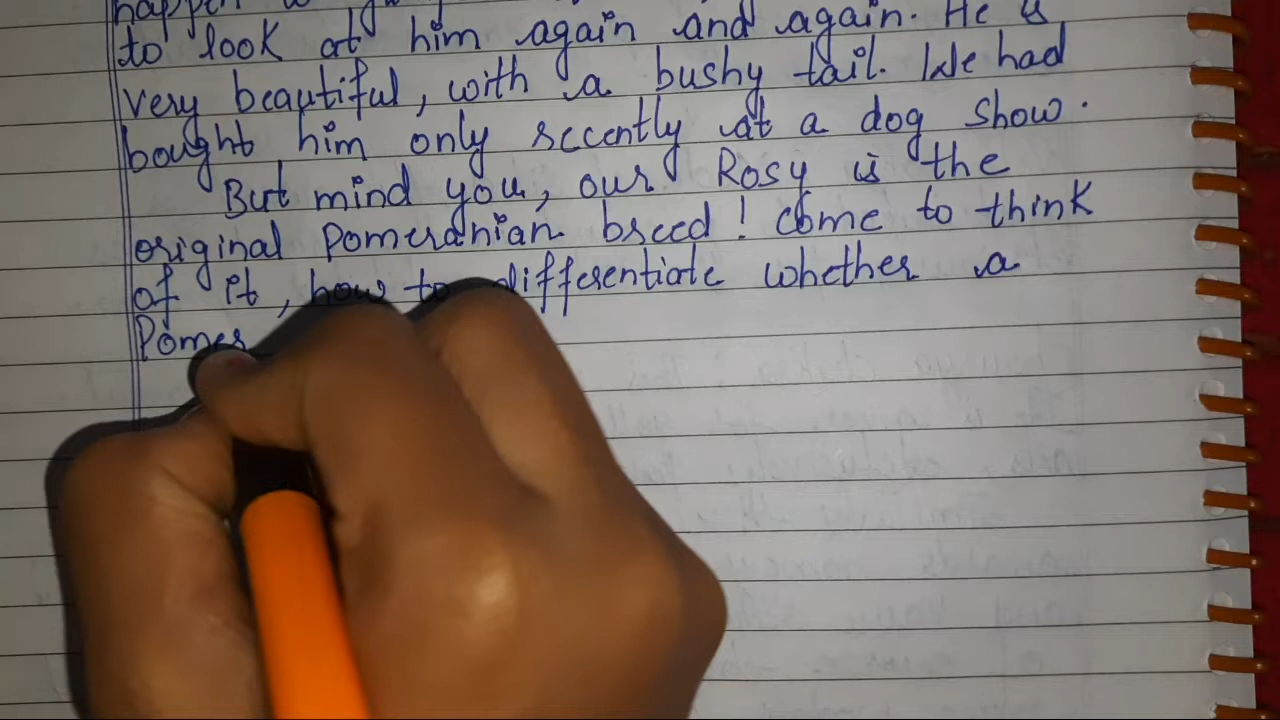 happen
to look at him again and again. He is
very beautiful, with a bushy tail. We had
bought him only recently at a dog show.
But mind you, our Rosy is the
original Pomeranian breed! Come to think
of it, how to differentiate whether a
Pomer